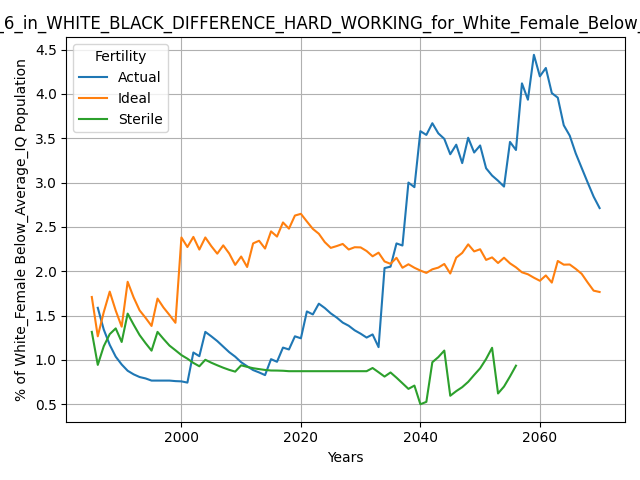 _6_in_WHITE_BLACK_DIFFERENCE_HARD_WORKING_for_White_Female_Below_
Fertility
Actual
Ideal
Sterile
% of White_Female Below_Average_IQ Population
4.5
4.0
3.5
3.0
2.5
2.0
1.5
1.0
0.5
2000
2020
2040
2060
Years